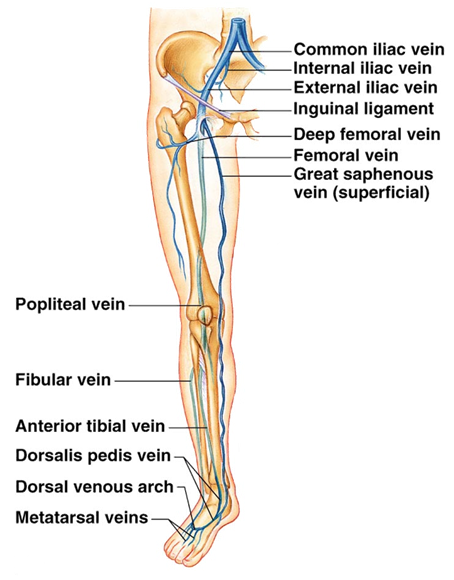 Common iliac vein
Internal iliac vein
External iliac vein
Inguinal ligament
Deep femoral vein
Femoral vein
Great saphenous
vein (superficial)
Popliteal vein
Fibular vein
Anterior tibial vein
Dorsalis pedis vein
Dorsal venous arch
Metatarsal veins